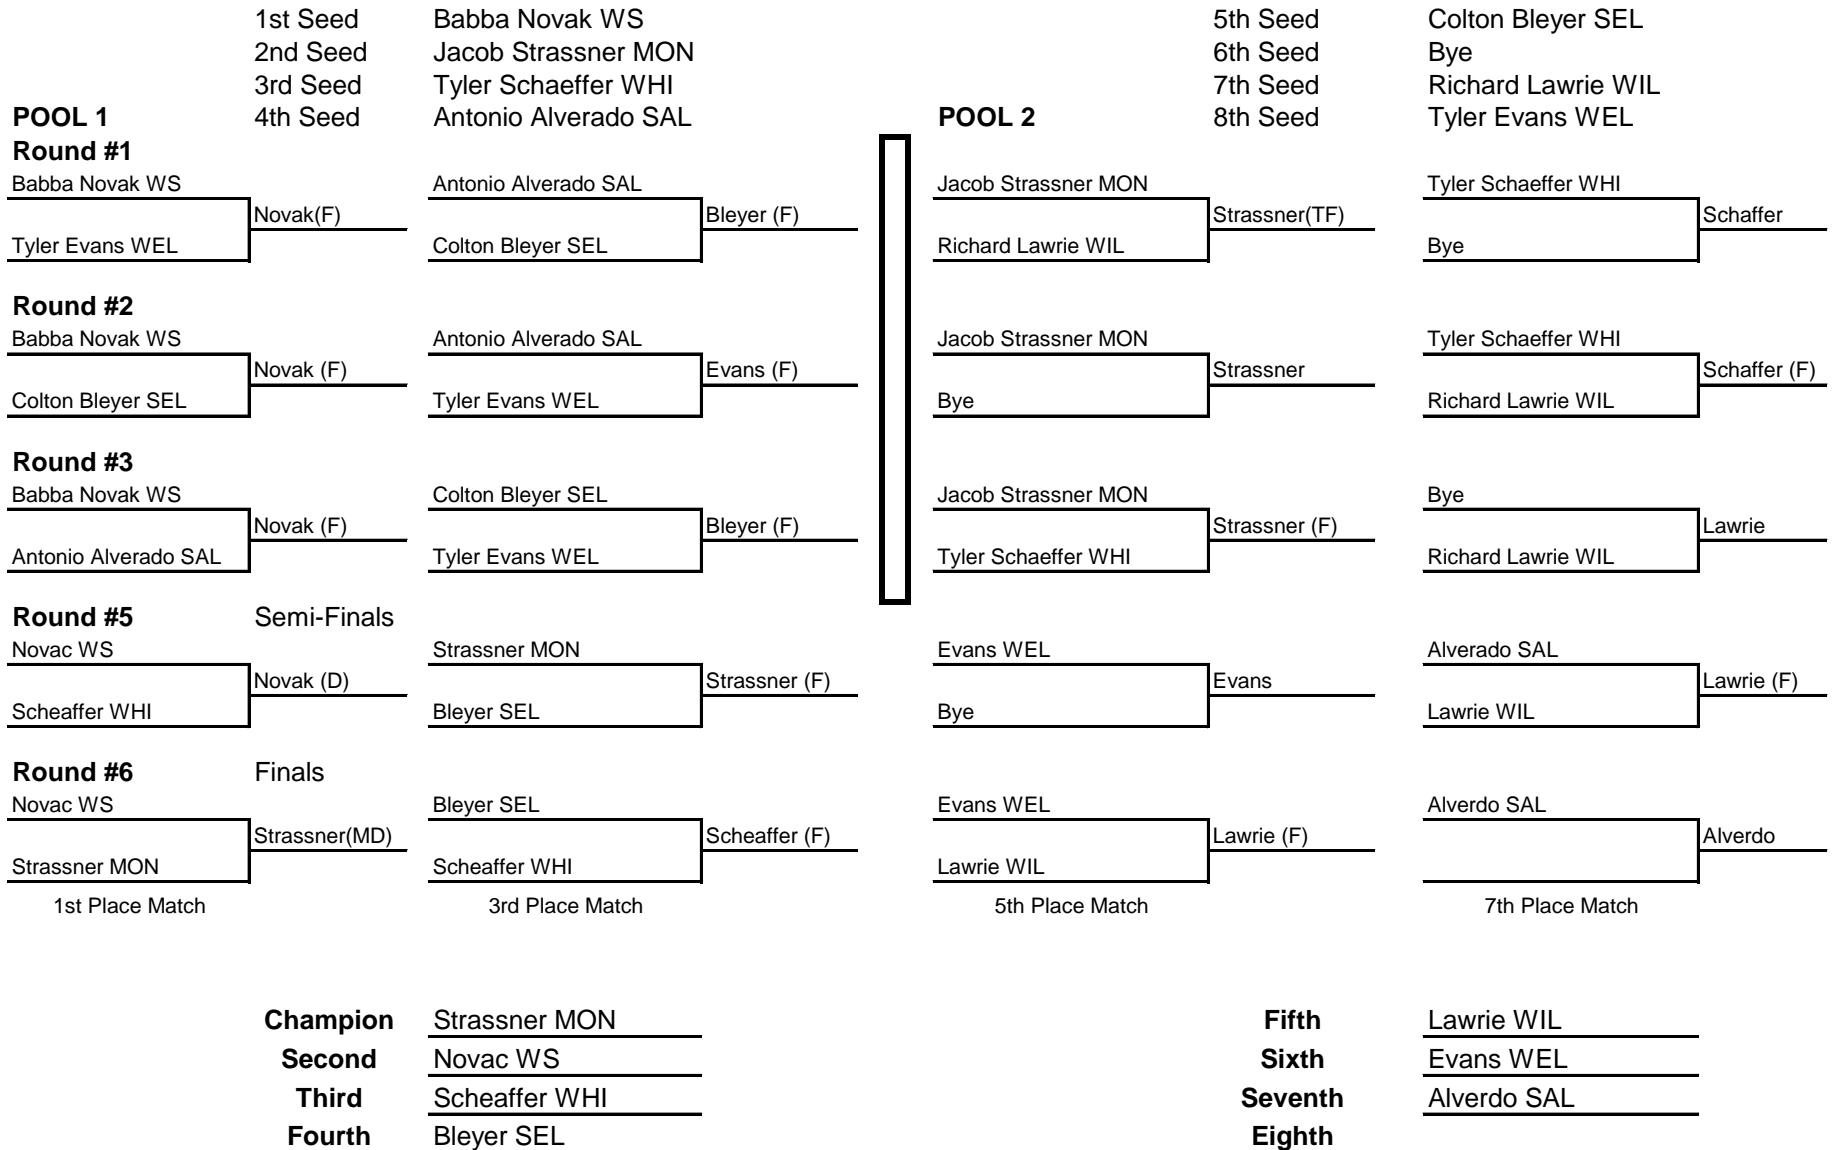 1st Seed Babba Novak WS 5th Seed Colton Bleyer SEL
2nd Seed Jacob Strassner MON 6th Seed Bye
3rd Seed Tyler Schaeffer WHI 7th Seed Richard Lawrie WIL
POOL 1 4th Seed Antonio Alverado SAL POOL 2 8th Seed Tyler Evans WEL
Round #1
Babba Novak WS Antonio Alverado SAL Jacob Strassner MON Tyler Schaeffer WHI
Novak(F) Bleyer (F) Strassner(TF) Schaffer
Tyler Evans WEL Colton Bleyer SEL Richard Lawrie WIL Bye
Round #2
Babba Novak WS Antonio Alverado SAL Jacob Strassner MON Tyler Schaeffer WHI
Novak (F) Evans (F) Strassner Schaffer (F)
Colton Bleyer SEL Tyler Evans WEL Bye Richard Lawrie WIL
Round #3
Babba Novak WS Colton Bleyer SEL Jacob Strassner MON Bye
Novak (F) Bleyer (F) Strassner (F) Lawrie
Antonio Alverado SAL Tyler Evans WEL Tyler Schaeffer WHI Richard Lawrie WIL
Round #5 Semi-Finals
Novac WS Strassner MON Evans WEL Alverado SAL
Novak (D) Strassner (F) Evans Lawrie (F)
Scheaffer WHI Bleyer SEL Bye Lawrie WIL
Round #6 Finals
Novac WS Bleyer SEL Evans WEL Alverdo SAL
Strassner(MD) Scheaffer (F) Lawrie (F) Alverdo
Strassner MON Scheaffer WHI Lawrie WIL
1st Place Match 3rd Place Match 5th Place Match 7th Place Match
Champion Strassner MON Fifth Lawrie WIL
Second Novac WS Sixth Evans WEL
Third Scheaffer WHI Seventh Alverdo SAL
Fourth Bleyer SEL Eighth